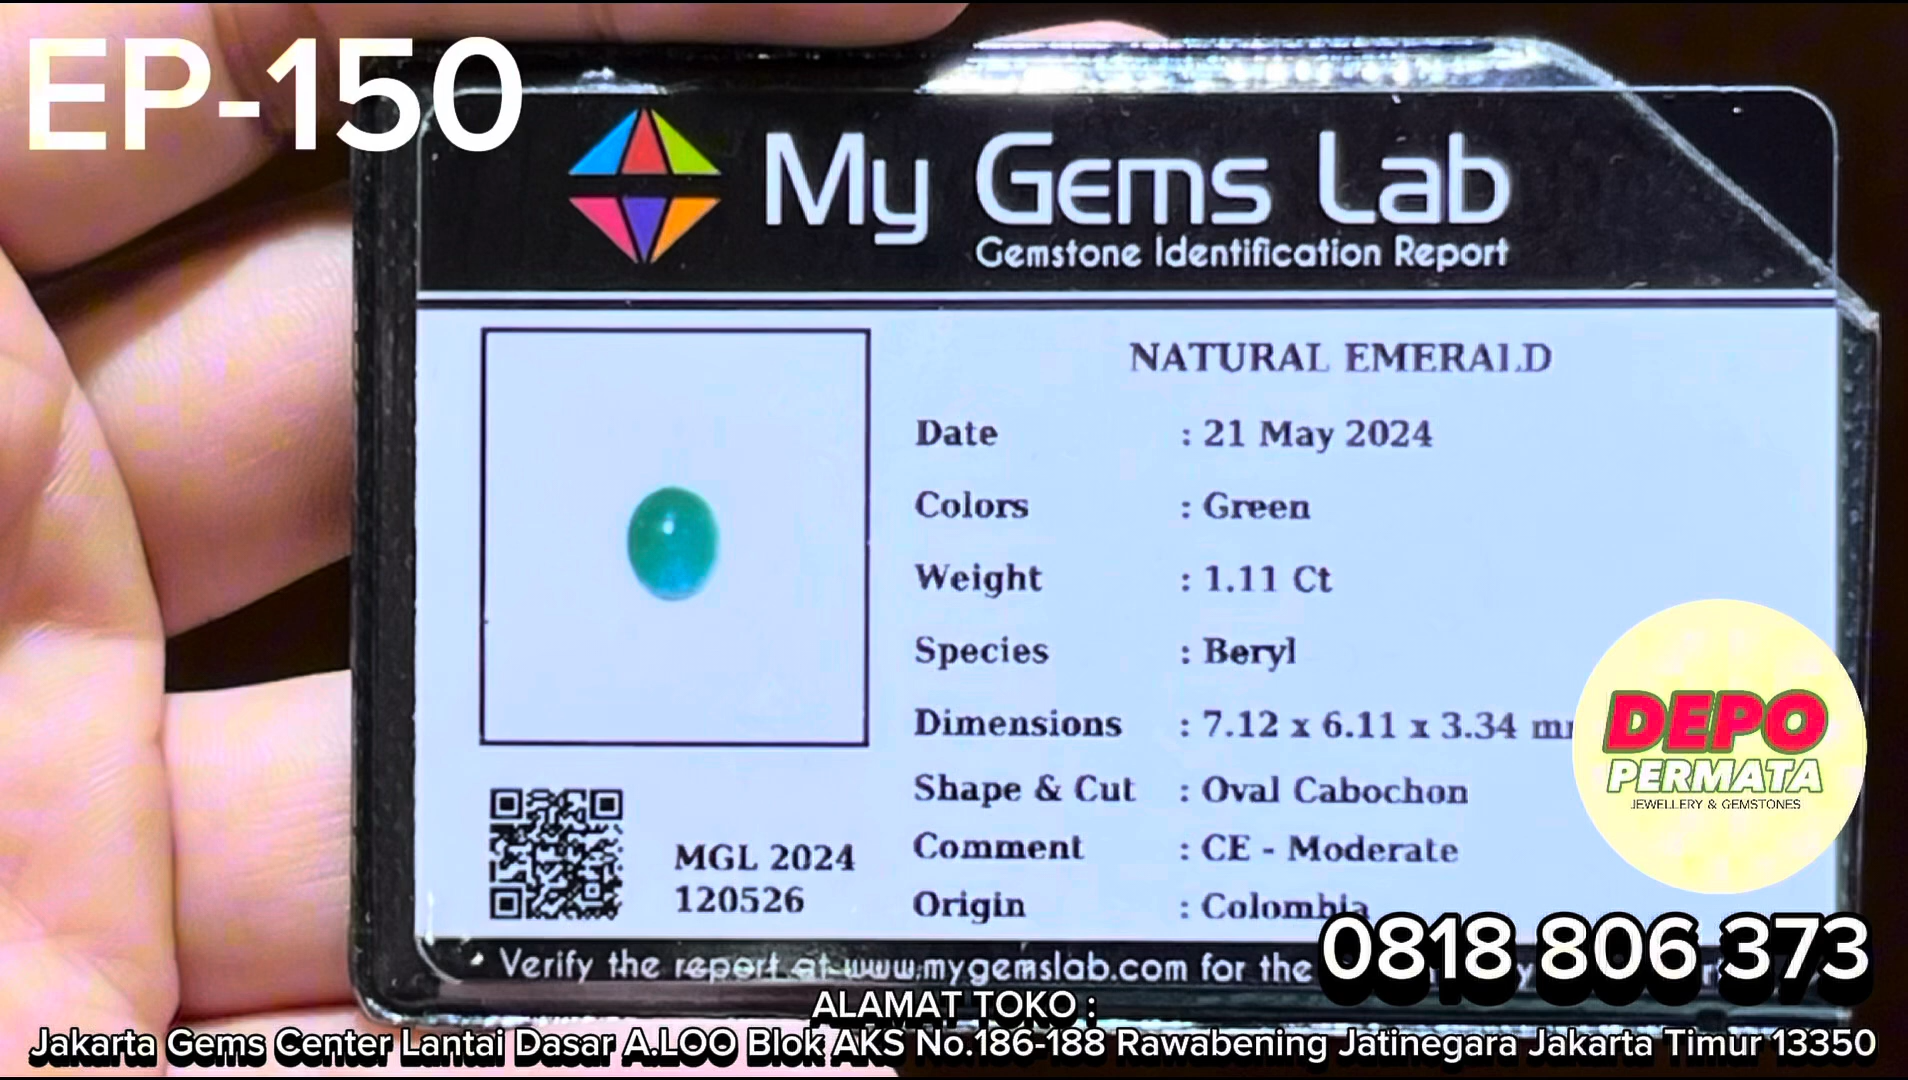 EP-150
My Gems Lab
Gemstone Identification Report
NATURAL EMERALD
Date : 21 May 2024
Colors : Green
Weight : 1.11 Ct
Species : Beryl
Dimensions : 7.12 x 6.11 x 3.34
Shape & Cut : Oval Cabochon
Comment : CE - Moderate
Origin : Colombia
MGL 2024
120526
DEPO
PERMATA
JEWELLERY & GEMSTONES
Verify the report at www.mygemslab.com for the
0818 806 373
ALAMAT TOKO :
Jakarta Gems Center Lantai Dasar A.LOO Blok AKS No.186-188 Rawabening Jatinegara Jakarta Timur 13350